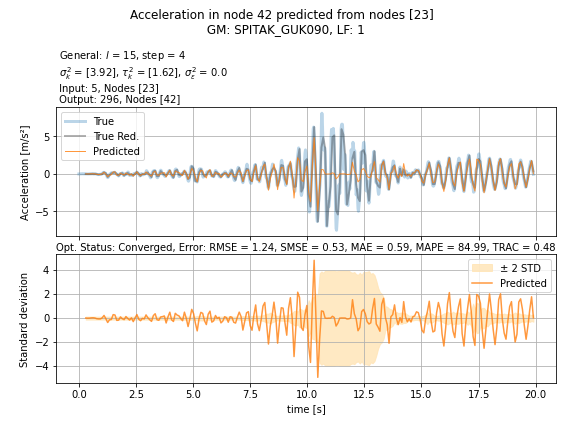 Acceleration in node 42 predicted from nodes [23]
GM: SPITAK_GUK090, LF: 1
General: l = 15, step = 4
σ²ₖ = [3.92], τ²ₖ = [1.62], σ²ₑ = 0.0
Input: 5, Nodes [23]
Output: 296, Nodes [42]
True
True Red.
Predicted
Acceleration [m/s²]
5
0
−5
Opt. Status: Converged, Error: RMSE = 1.24, SMSE = 0.53, MAE = 0.59, MAPE = 84.99, TRAC = 0.48
± 2 STD
Predicted
Standard deviation
4
2
0
−2
−4
0.0 2.5 5.0 7.5 10.0 12.5 15.0 17.5 20.0
time [s]